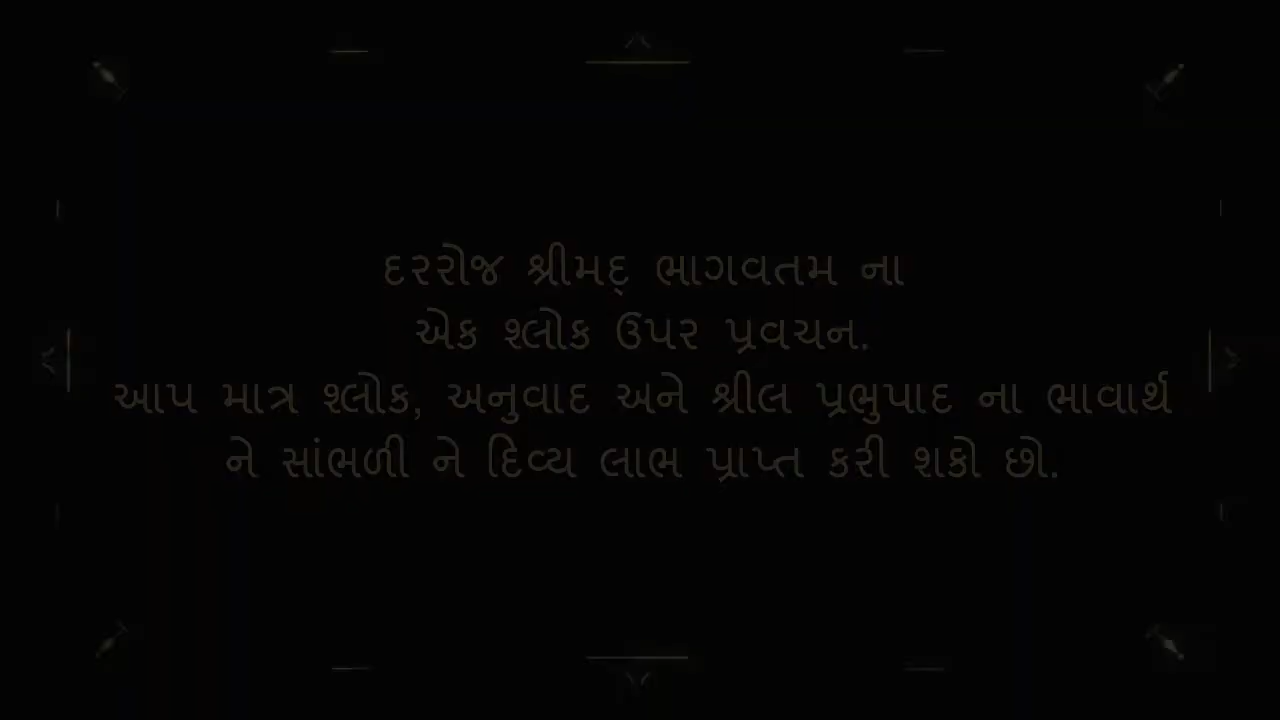 દરરોજ શ્રીમદ્ ભાગવતમ ના
એક શ્લોક ઉપર પ્રવચન.
આપ માત્ર શ્લોક, અનુવાદ અને શ્રીલ પ્રભુપાદ ના ભાવાર્થ
ને સાંભળી ને દિવ્ય લાભ પ્રાપ્ત કરી શકો છો.